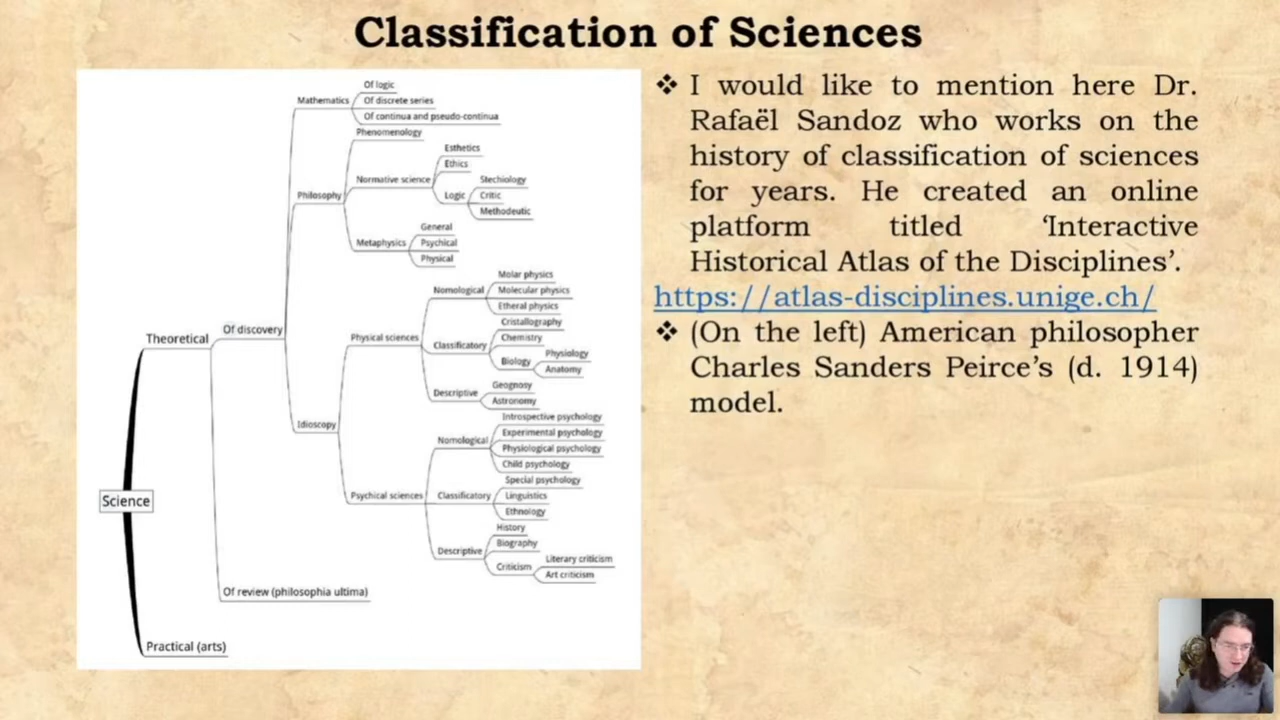 Classification of Sciences
Of logic
Mathematics
Of discrete series
Of continua and pseudo-continua
Phenomenology
Esthetics
Ethics
Normative science
Stechiology
Philosophy
Logic
Critic
Methodeutic
General
Metaphysics
Psychical
Physical
Molar physics
Nomological
Molecular physics
Etheral physics
Cristallography
Theoretical
Of discovery
Physical sciences
Chemistry
Classificatory
Physiology
Biology
Anatomy
Geognosy
Descriptive
Astronomy
Idioscopy
Introspective psychology
Experimental psychology
Nomological
Physiological psychology
Child psychology
Special psychology
Science
Psychical sciences
Classificatory
Linguistics
Ethnology
History
Biography
Descriptive
Literary criticism
Criticism
Art criticism
Of review (philosophia ultima)
Practical (arts)
❖ I would like to mention here Dr.
Rafaël Sandoz who works on the
history of classification of sciences
for years. He created an online
platform titled ‘Interactive
Historical Atlas of the Disciplines’.
https://atlas-disciplines.unige.ch/
❖ (On the left) American philosopher
Charles Sanders Peirce’s (d. 1914)
model.